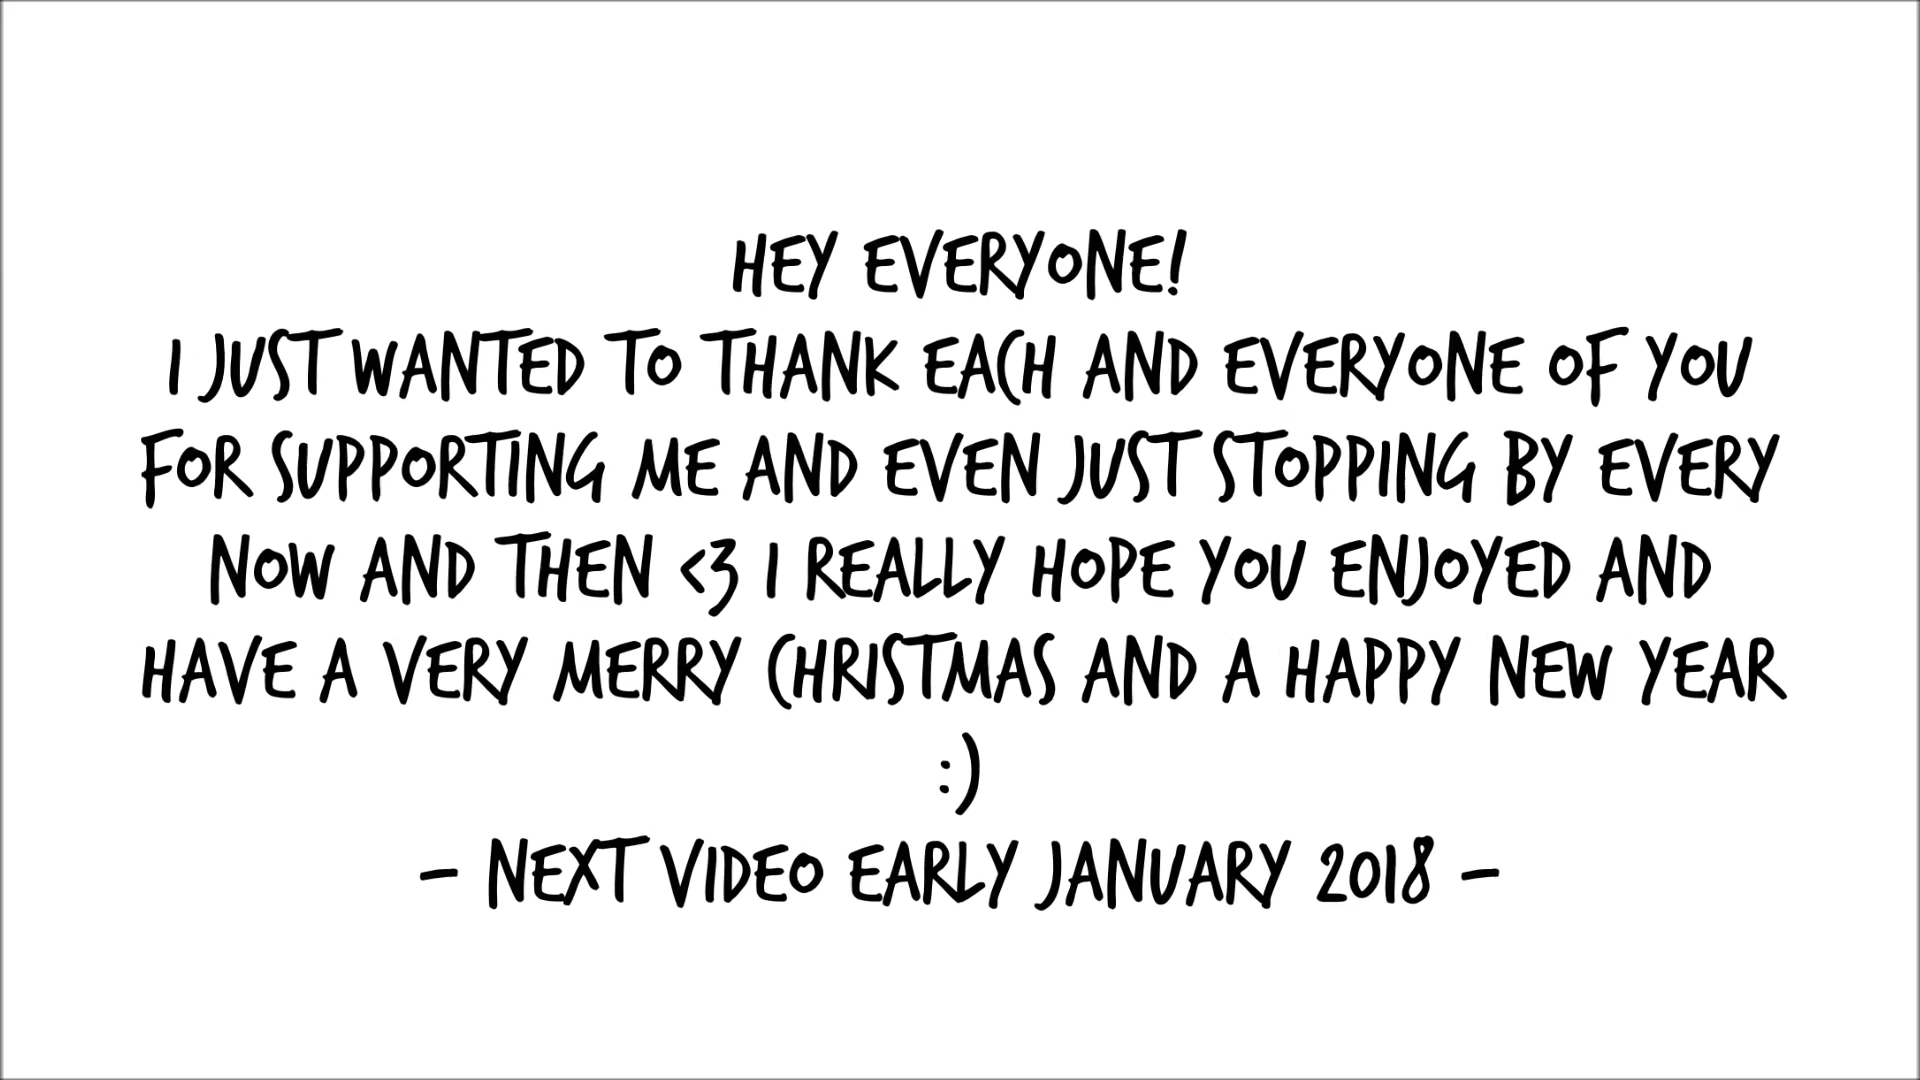 HEY EVERYONE!
I JUST WANTED TO THANK EACH AND EVERYONE OF YOU
FOR SUPPORTING ME AND EVEN JUST STOPPING BY EVERY
NOW AND THEN <3 I REALLY HOPE YOU ENJOYED AND
HAVE A VERY MERRY CHRISTMAS AND A HAPPY NEW YEAR
:)
- NEXT VIDEO EARLY JANUARY 2018 -